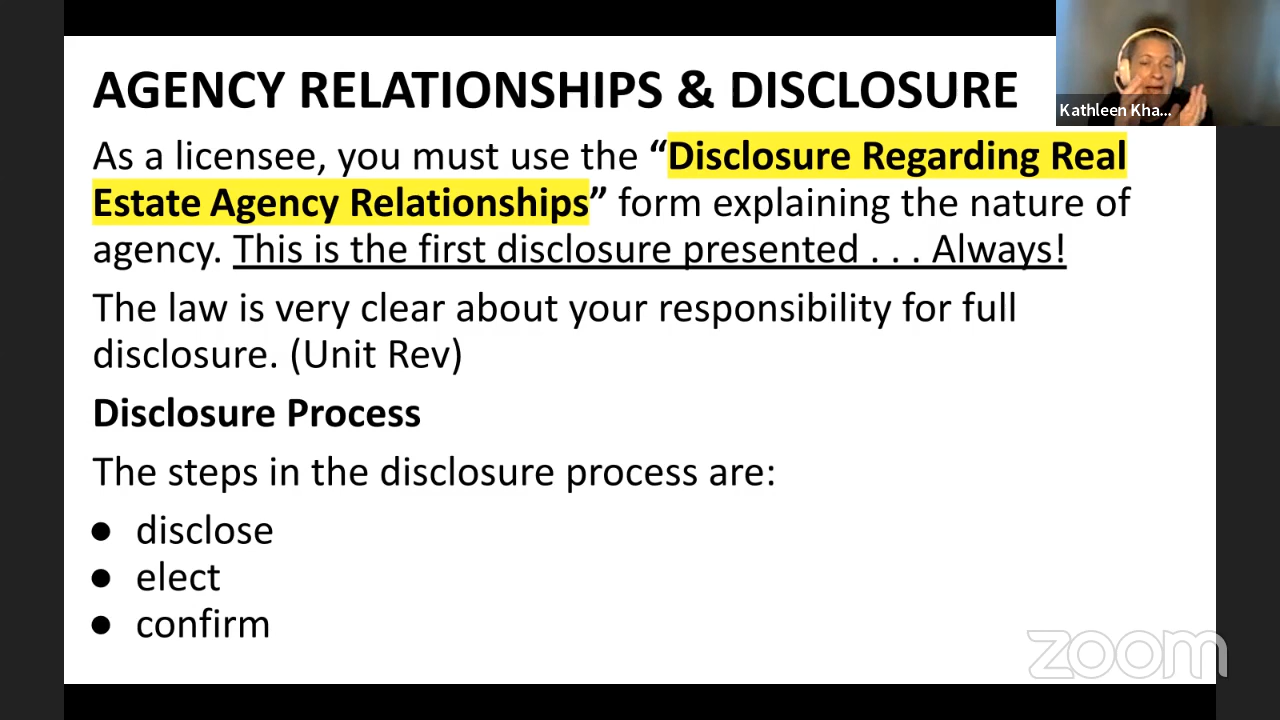 AGENCY RELATIONSHIPS & DISCLOSURE
Kathleen Kha...
As a licensee, you must use the “Disclosure Regarding Real
Estate Agency Relationships” form explaining the nature of
agency. This is the first disclosure presented . . . Always!
The law is very clear about your responsibility for full
disclosure. (Unit Rev)
Disclosure Process
The steps in the disclosure process are:
● disclose
● elect
● confirm
zoom